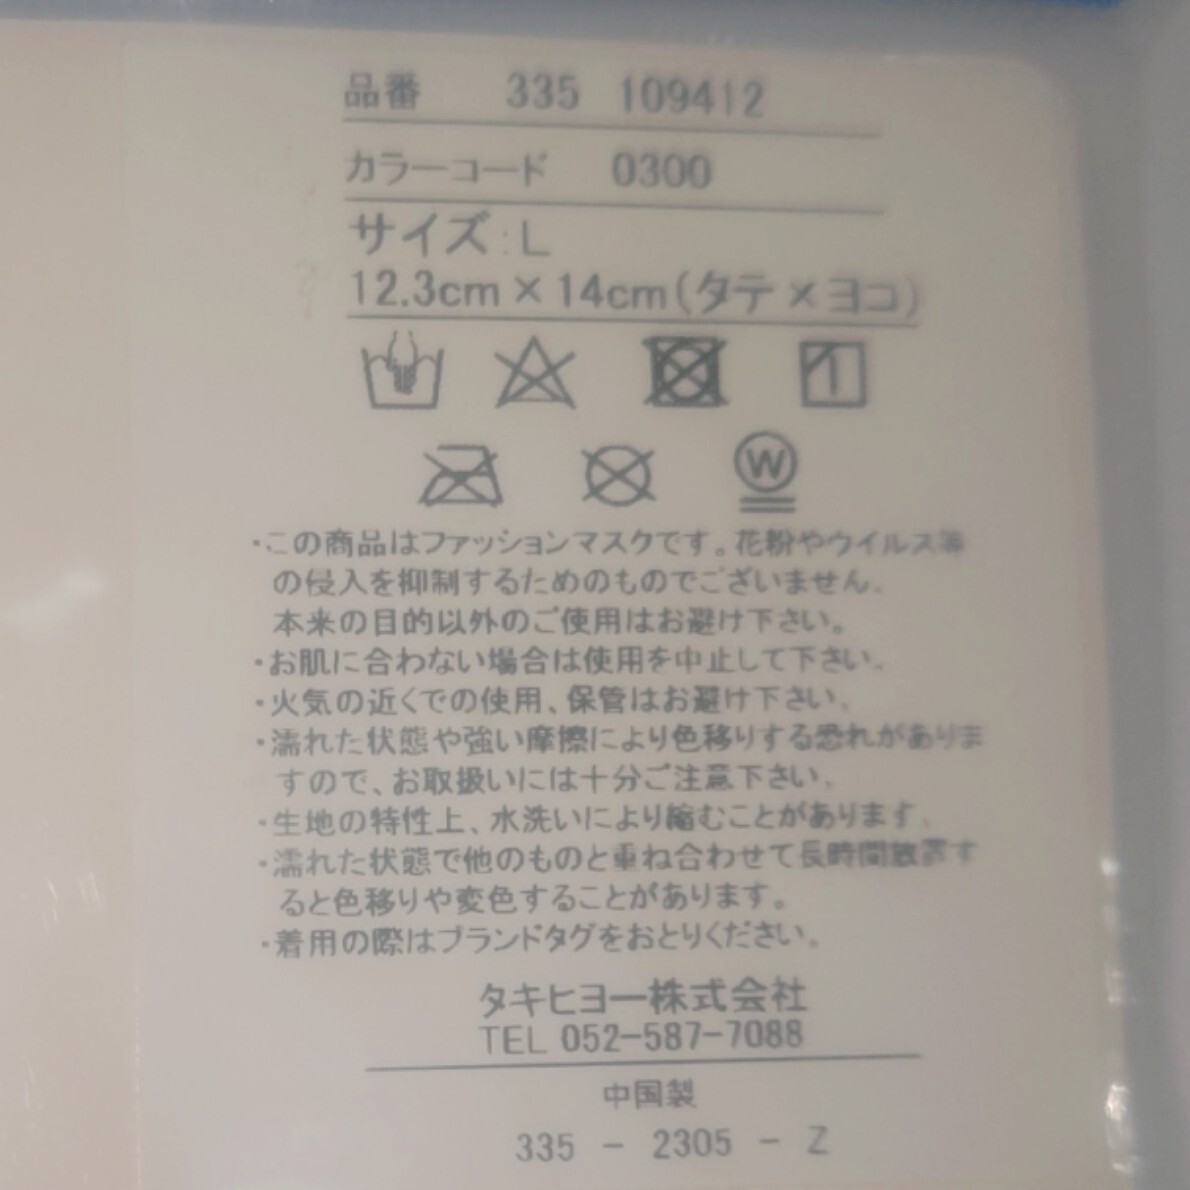 品番 335 109412
カラーコード 0300
サイズ:L
12.3cm×14cm(タテ×ヨコ)
W
・この商品はファッションマスクです。花粉やウイルス等
の侵入を抑制するためのものでございません。
本来の目的以外のご使用はお避け下さい。
・お肌に合わない場合は使用を中止して下さい。
・火気の近くでの使用、保管はお避け下さい。
・濡れた状態や強い摩擦により色移りする恐れがありま
すので、お取扱いには十分ご注意下さい。
・生地の特性上、水洗いにより縮むことがあります。
・濡れた状態で他のものと重ね合わせて長時間放置す
ると色移りや変色することがあります。
・着用の際はブランドタグをおとりください。
タキヒヨー株式会社
TEL 052-587-7088
中国製
335 - 2305 - Z